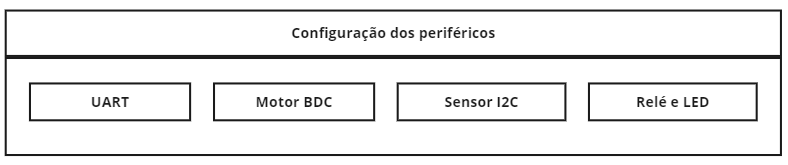 Configuração dos periféricos
UART
Motor BDC
Sensor I2C
Relé e LED